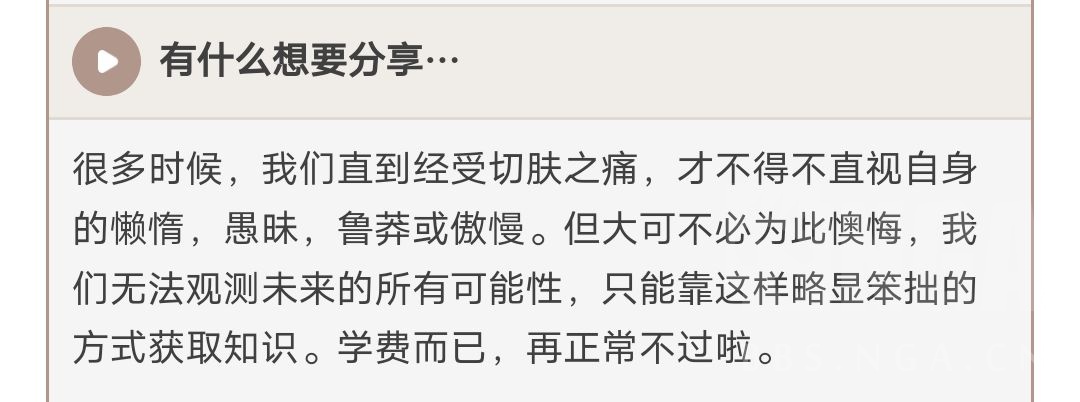 有什么想要分享…
很多时候，我们直到经受切肤之痛，才不得不直视自身
的懒惰，愚昧，鲁莽或傲慢。但大可不必为此懊悔，我
们无法观测未来的所有可能性，只能靠这样略显笨拙的
方式获取知识。学费而已，再正常不过啦。